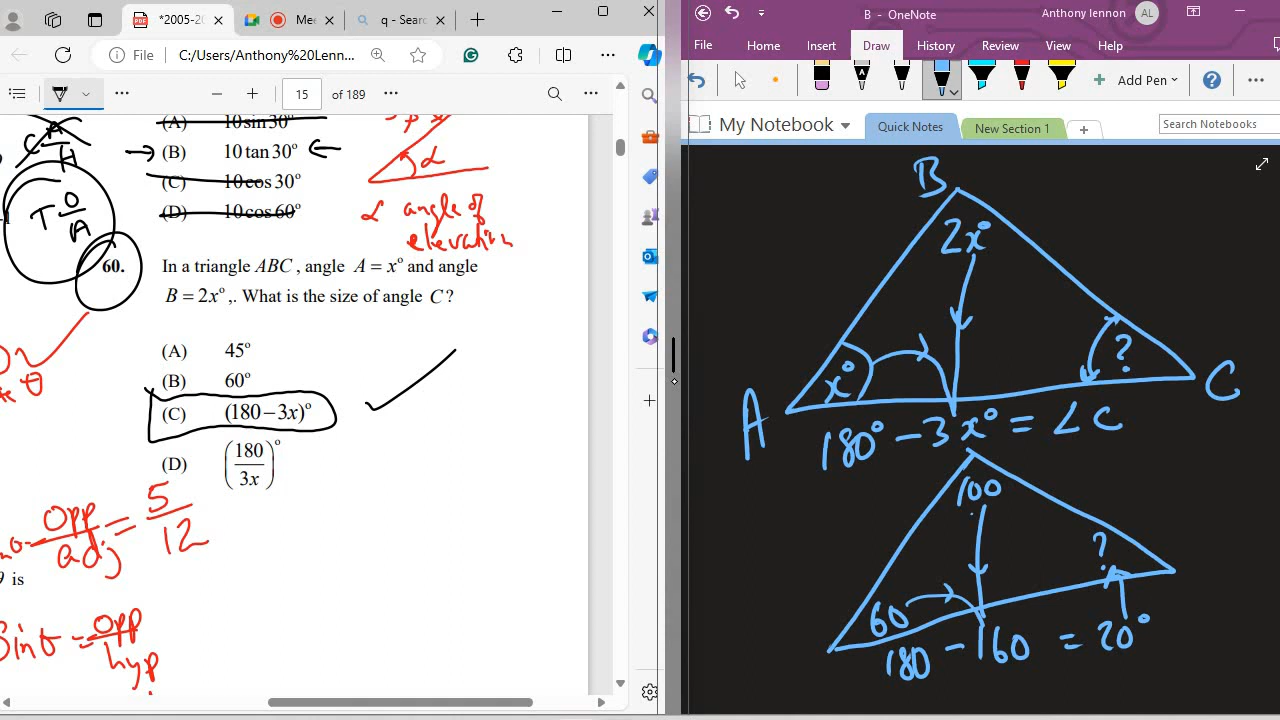 *2005-20
Mee
q - Searc
File
C:/Users/Anthony%20Lenn...
15 of 189
(A) 10 sin 30°
(B) 10 tan 30°
(C) 10 cos 30°
(D) 10 cos 60°
C A/H
T O/A
α
α angle of
elevation
60. In a triangle ABC, angle A = x° and angle
B = 2x°,. What is the size of angle C?
(A) 45°
(B) 60°
(C) (180 − 3x)°
(D) (180/3x)°
opp/adj = 5/12
θ is
Sinθ = opp/hyp
B - OneNote
Anthony lennon
AL
File Home Insert Draw History Review View Help
Add Pen
My Notebook
Quick Notes
New Section 1
Search Notebooks
B
2x°
x°
?
A
C
180° − 3x° = ∠C
100
?
60
180 − 160 = 20°